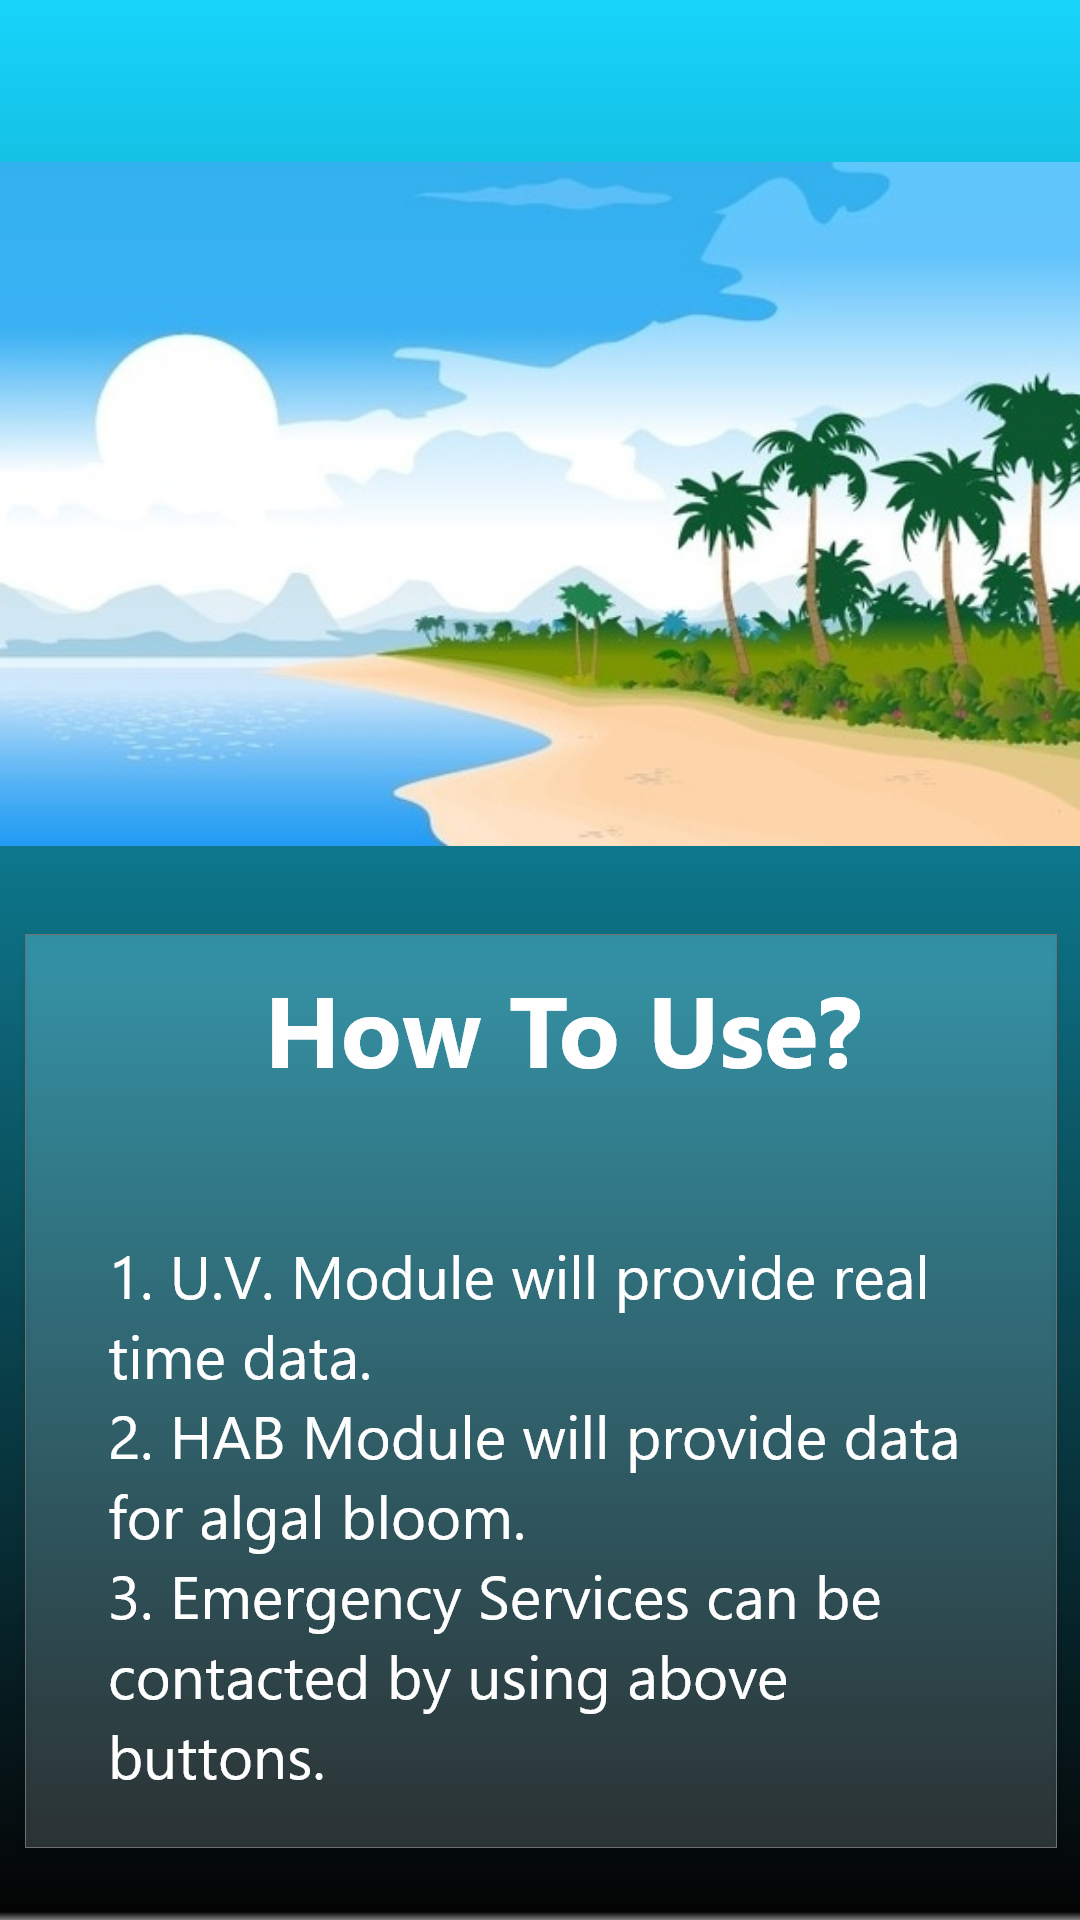 How To Use?
1. U.V. Module will provide real
time data.
2. HAB Module will provide data
for algal bloom.
3. Emergency Services can be
contacted by using above
buttons.